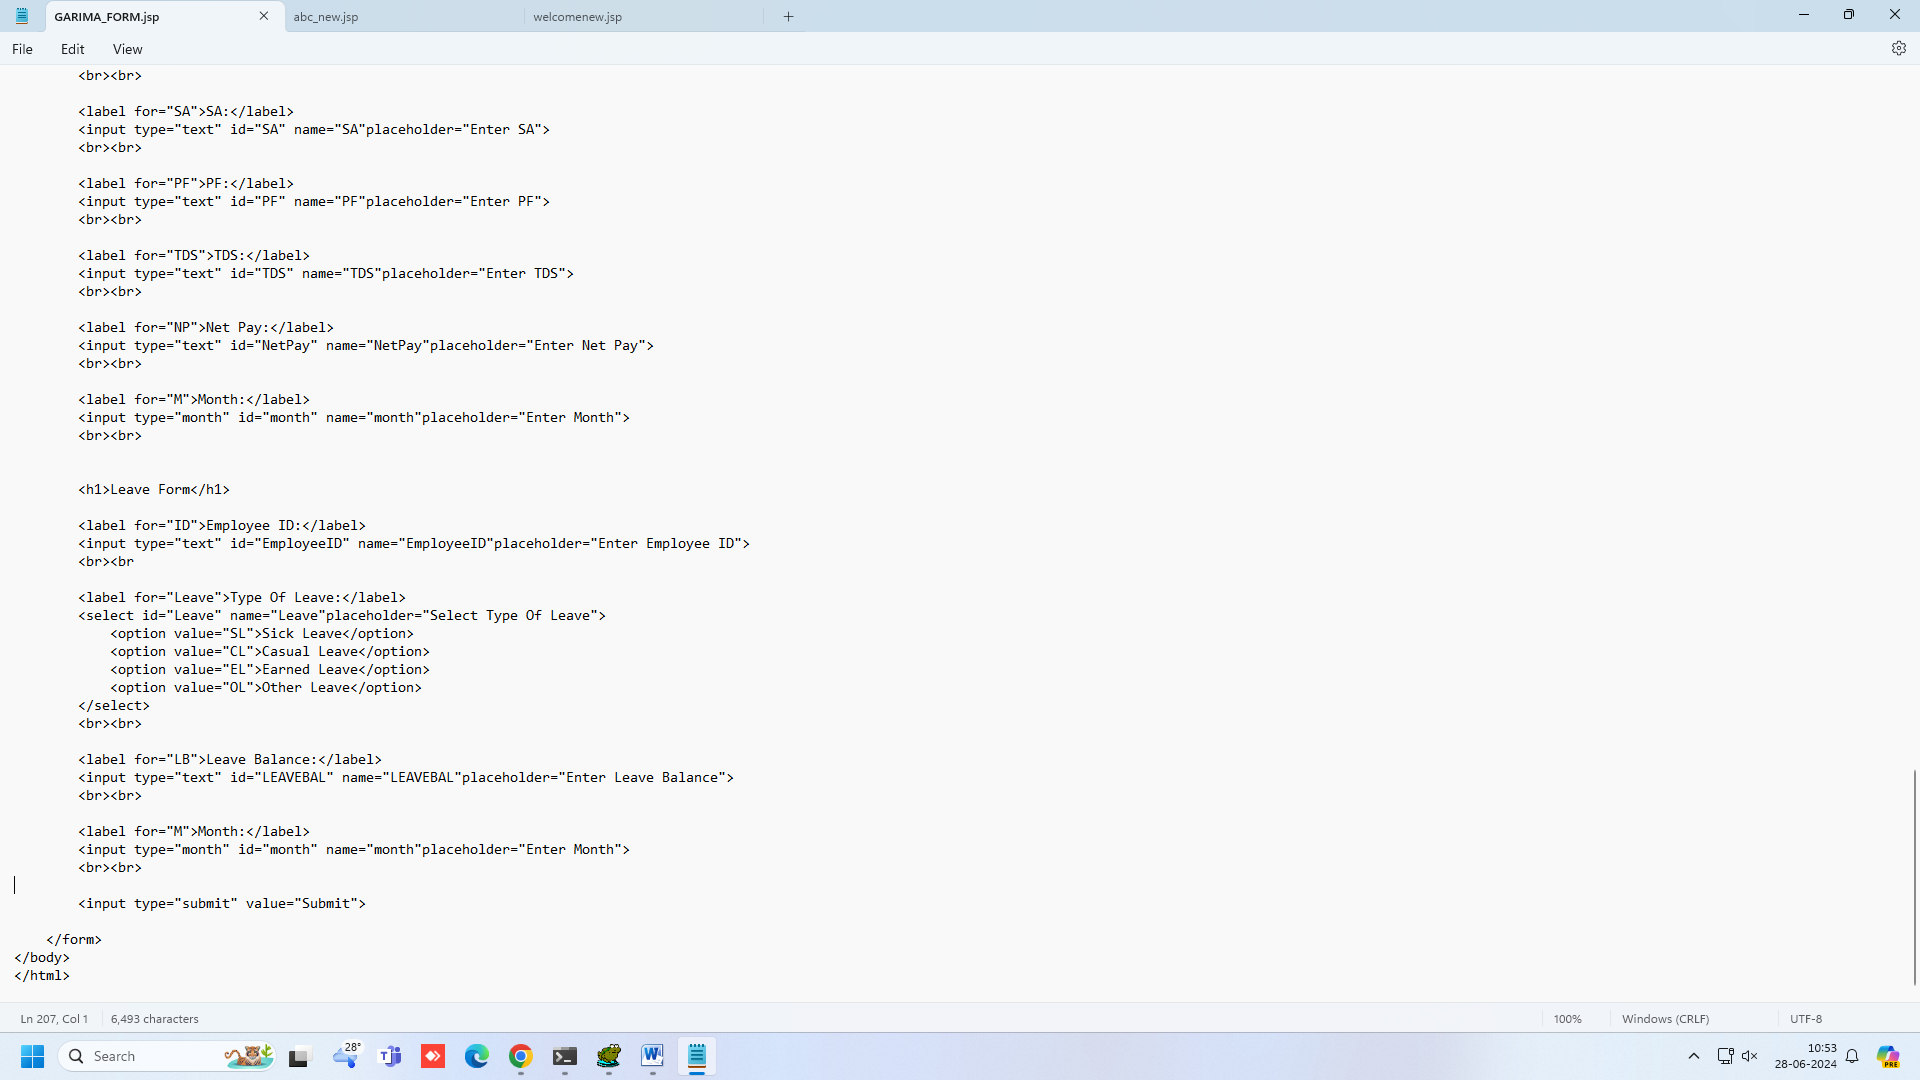 GARIMA_FORM.jsp
abc_new.jsp
welcomenew.jsp
File Edit View
<br><br>
<label for="SA">SA:</label>
<input type="text" id="SA" name="SA"placeholder="Enter SA">
<br><br>
<label for="PF">PF:</label>
<input type="text" id="PF" name="PF"placeholder="Enter PF">
<br><br>
<label for="TDS">TDS:</label>
<input type="text" id="TDS" name="TDS"placeholder="Enter TDS">
<br><br>
<label for="NP">Net Pay:</label>
<input type="text" id="NetPay" name="NetPay"placeholder="Enter Net Pay">
<br><br>
<label for="M">Month:</label>
<input type="month" id="month" name="month"placeholder="Enter Month">
<br><br>
<h1>Leave Form</h1>
<label for="ID">Employee ID:</label>
<input type="text" id="EmployeeID" name="EmployeeID"placeholder="Enter Employee ID">
<br><br
<label for="Leave">Type Of Leave:</label>
<select id="Leave" name="Leave"placeholder="Select Type Of Leave">
<option value="SL">Sick Leave</option>
<option value="CL">Casual Leave</option>
<option value="EL">Earned Leave</option>
<option value="OL">Other Leave</option>
</select>
<br><br>
<label for="LB">Leave Balance:</label>
<input type="text" id="LEAVEBAL" name="LEAVEBAL"placeholder="Enter Leave Balance">
<br><br>
<label for="M">Month:</label>
<input type="month" id="month" name="month"placeholder="Enter Month">
<br><br>
<input type="submit" value="Submit">
</form>
</body>
</html>
Ln 207, Col 1
6,493 characters
100%
Windows (CRLF)
UTF-8
Search
28°
10:53
28-06-2024
PRE